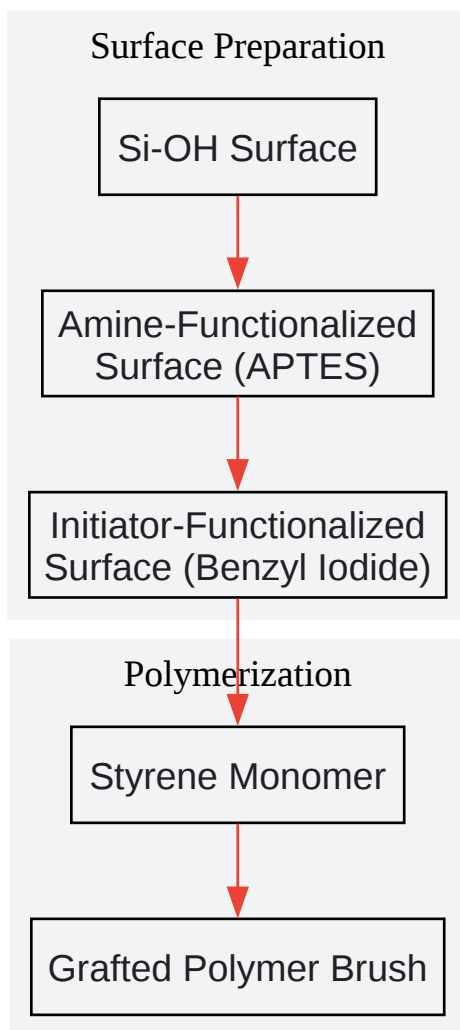 Surface Preparation
Si-OH Surface
Amine-Functionalized
Surface (APTES)
Initiator-Functionalized
Surface (Benzyl Iodide)
Polymerization
Styrene Monomer
Grafted Polymer Brush